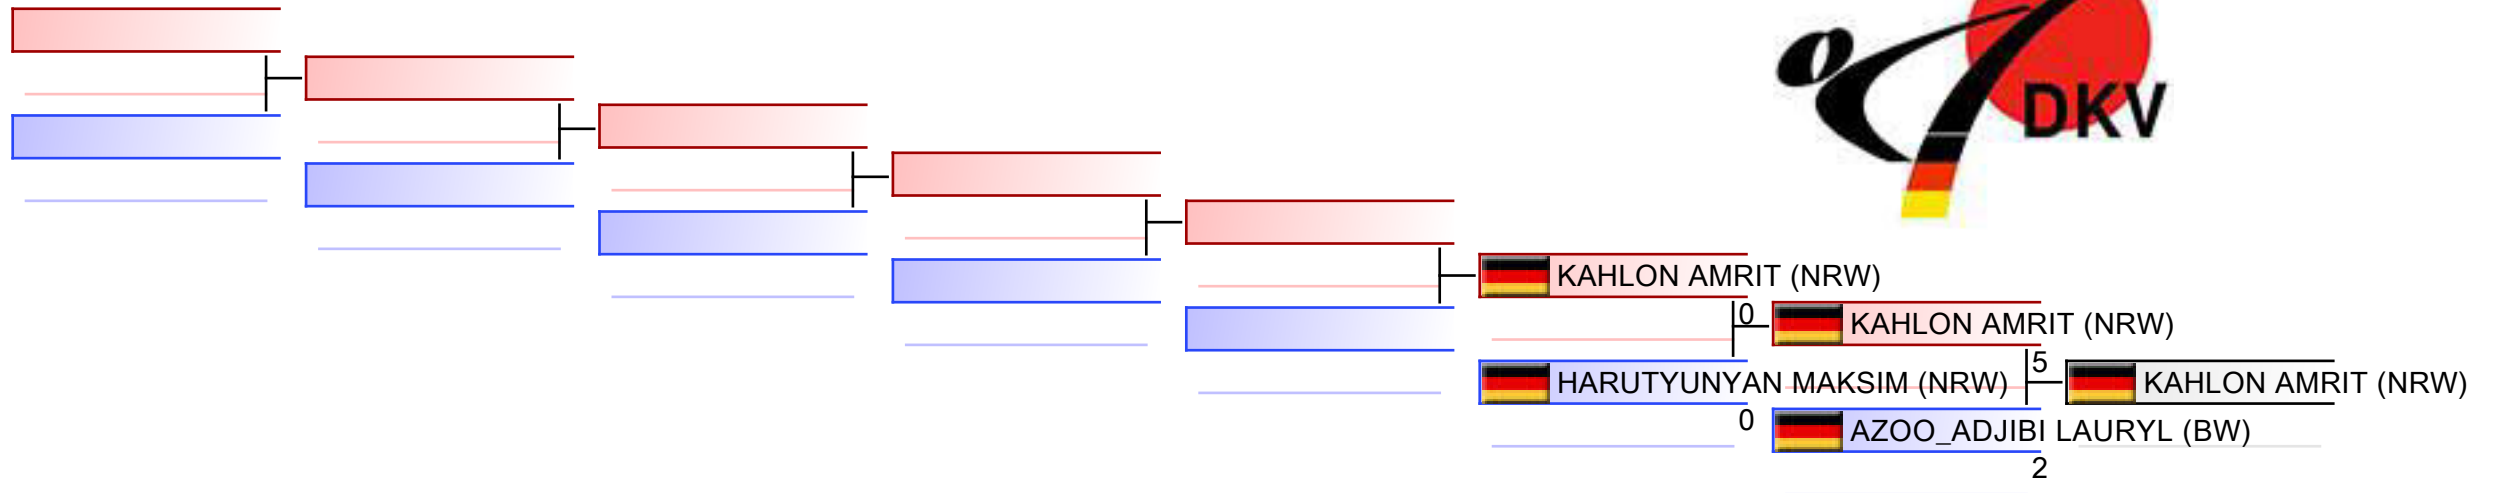 DKV
KAHLON AMRIT (NRW)
0
KAHLON AMRIT (NRW)
5
HARUTYUNYAN MAKSIM (NRW)
KAHLON AMRIT (NRW)
0
AZOO_ADJIBI LAURYL (BW)
2